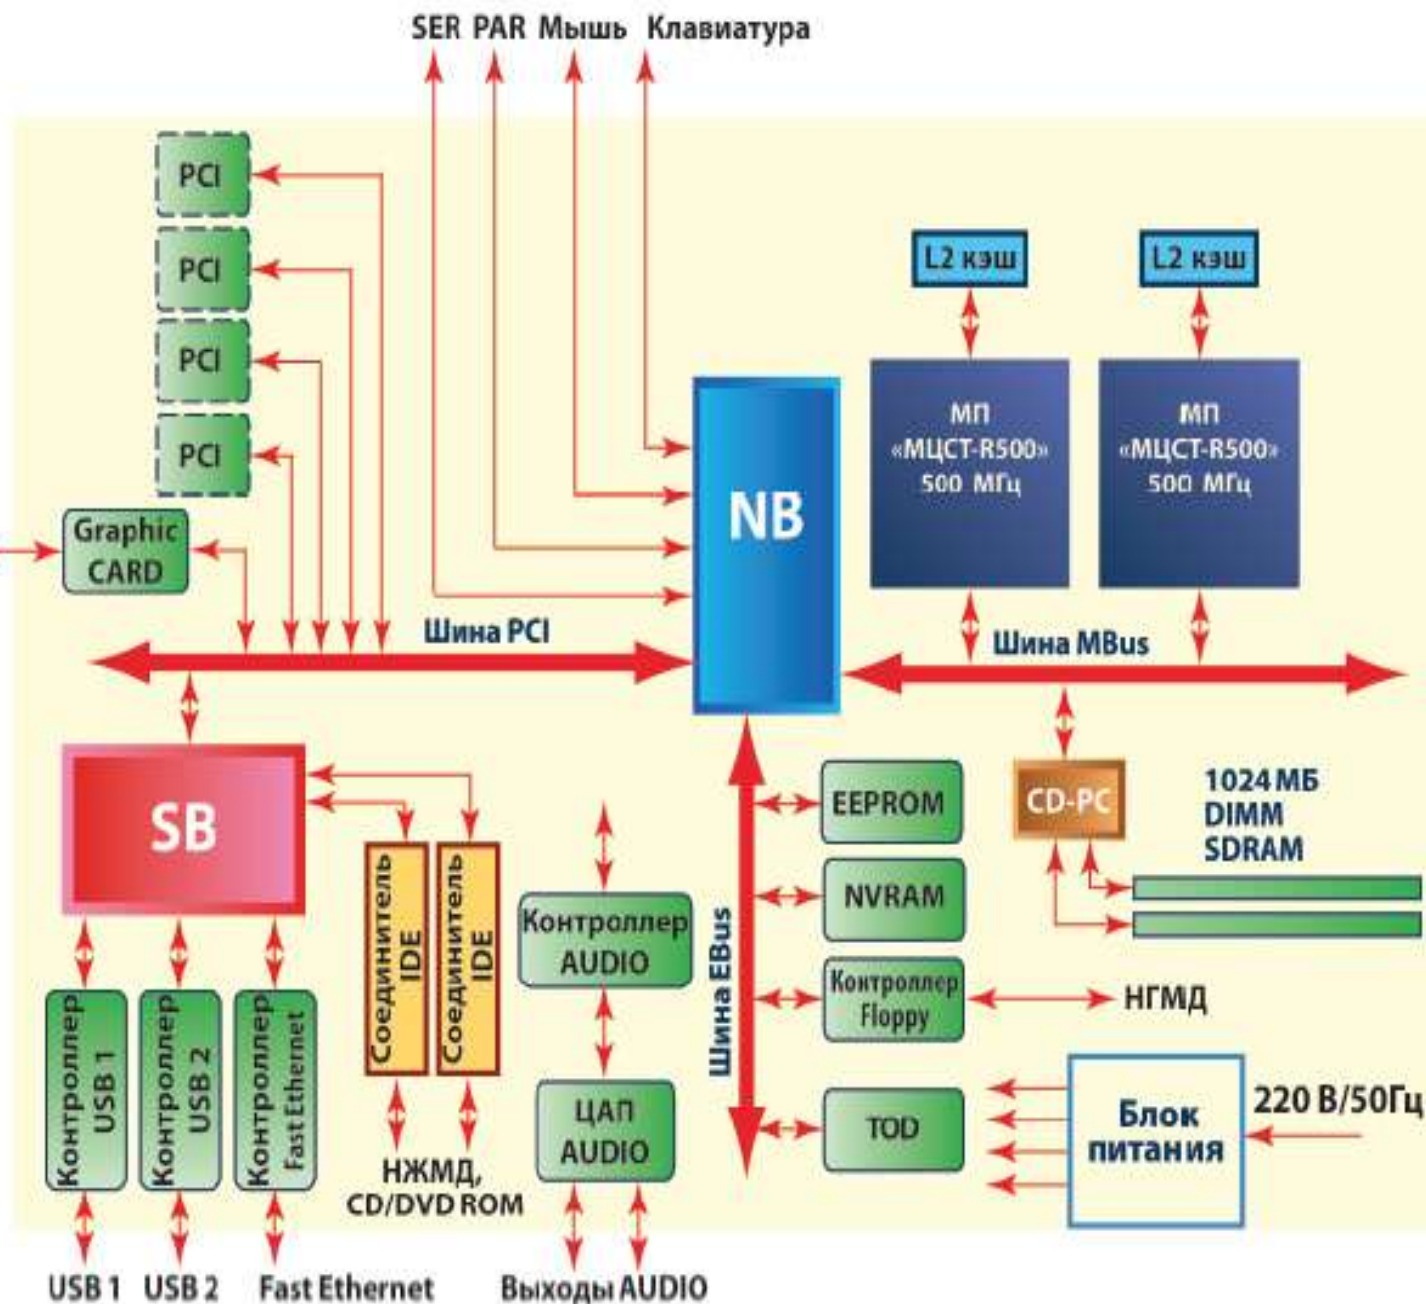 SER PAR Мышь Клавиатура
PCI
PCI
PCI
PCI
Graphic
CARD
Шина PCI
NB
L2 кэш
L2 кэш
МП
«МЦСТ-R500»
500 МГц
МП
«МЦСТ-R500»
500 МГц
Шина MBus
SB
Соединитель
IDE
Соединитель
IDE
Контроллер
USB 1
Контроллер
USB 2
Контроллер
Fast Ethernet
НЖМД,
CD/DVD ROM
USB 1
USB 2
Fast Ethernet
Контроллер
AUDIO
ЦАП
AUDIO
Выходы AUDIO
Шина EBus
EEPROM
NVRAM
Контроллер
Floppy
НГМД
TOD
CD-PC
1024 МБ
DIMM
SDRAM
Блок
питания
220 В/50Гц